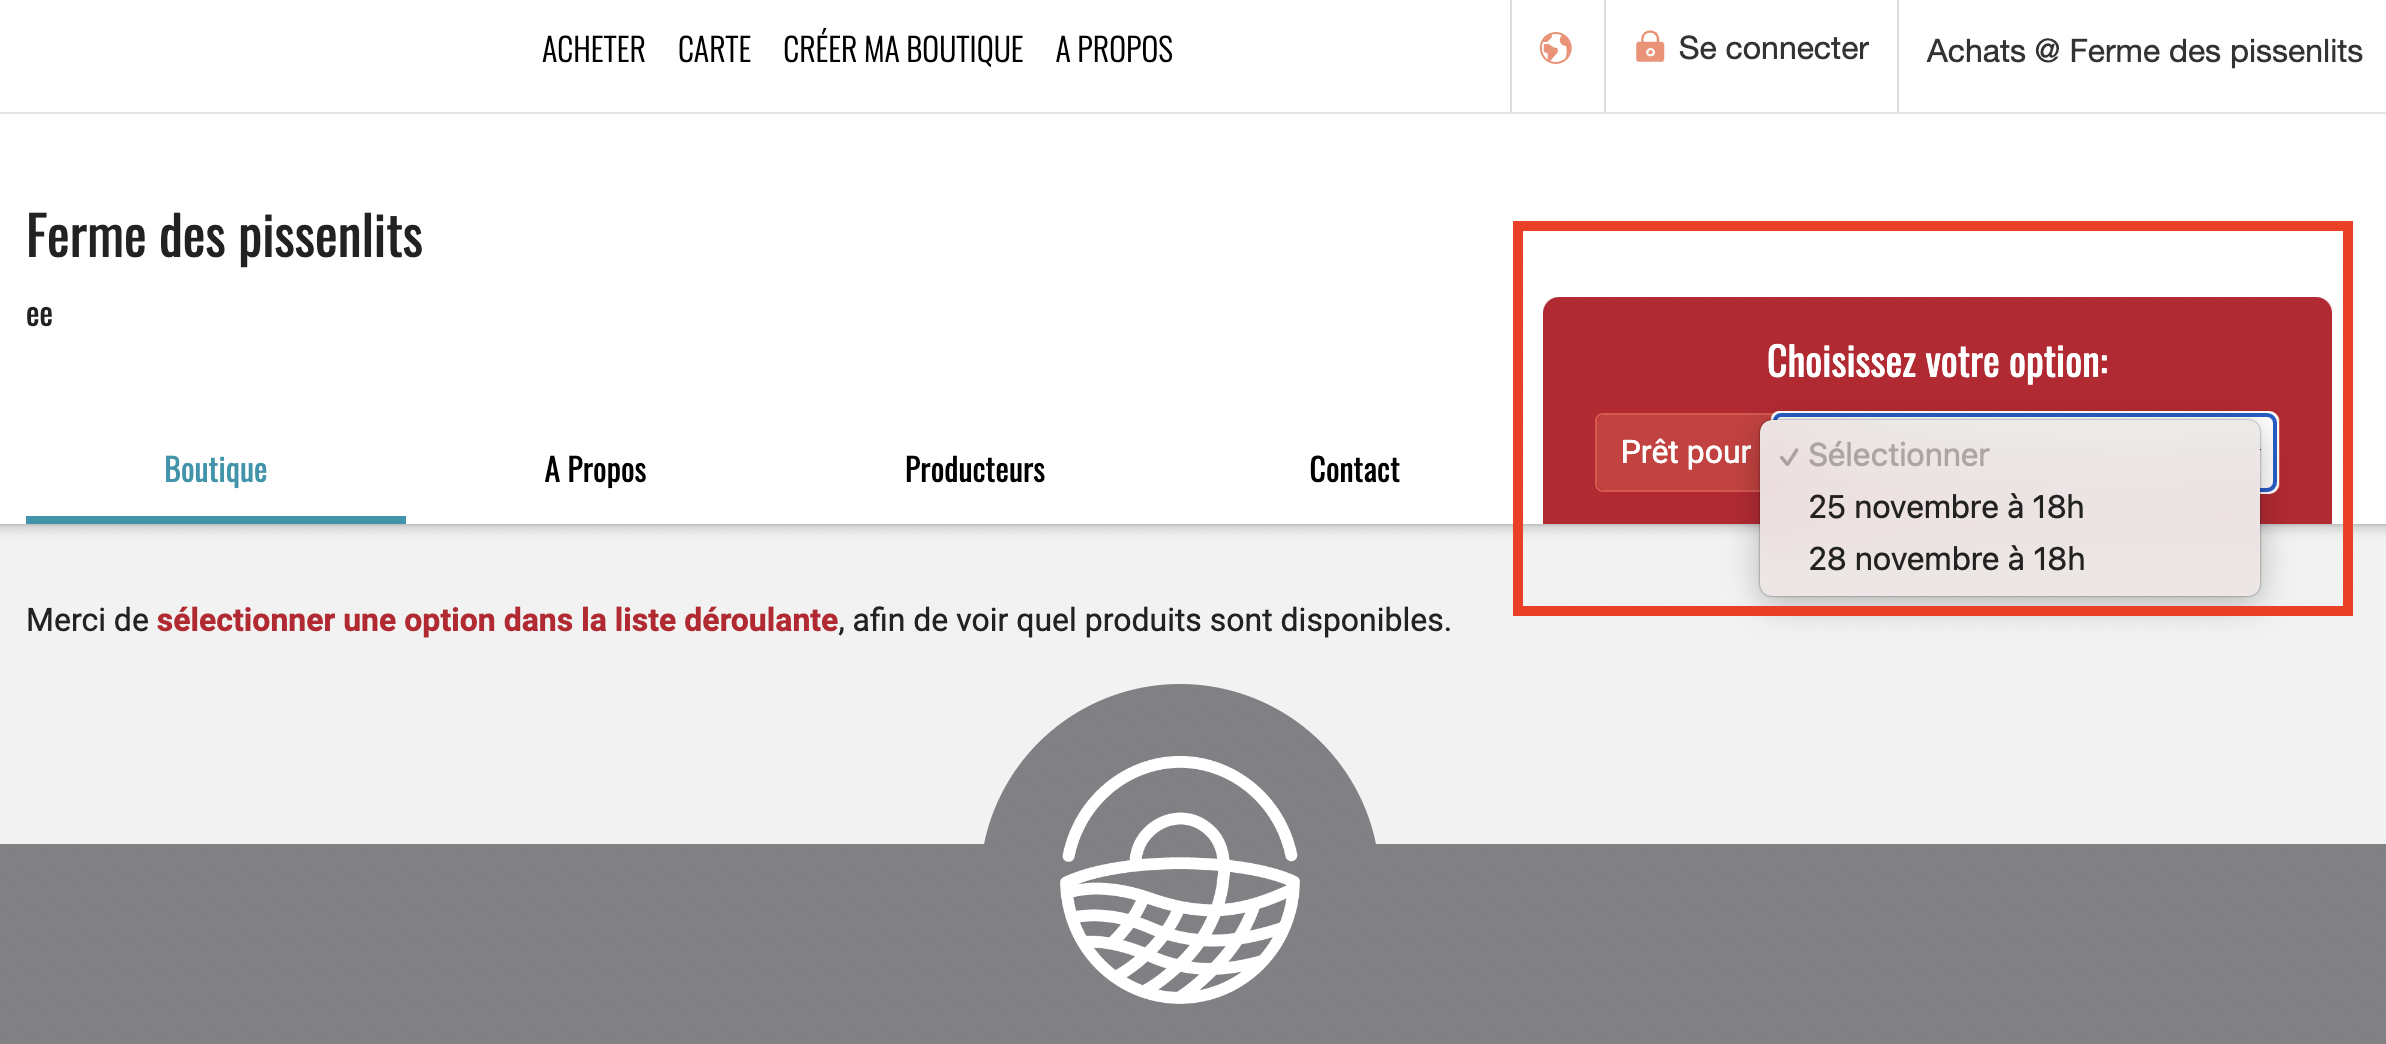 ACHETER CARTE CRÉER MA BOUTIQUE A PROPOS
Se connecter
Achats @ Ferme des pissenlits
Ferme des pissenlits
ee
Choisissez votre option:
Prêt pour
✓ Sélectionner
25 novembre à 18h
28 novembre à 18h
Boutique A Propos Producteurs Contact
Merci de sélectionner une option dans la liste déroulante, afin de voir quel produits sont disponibles.